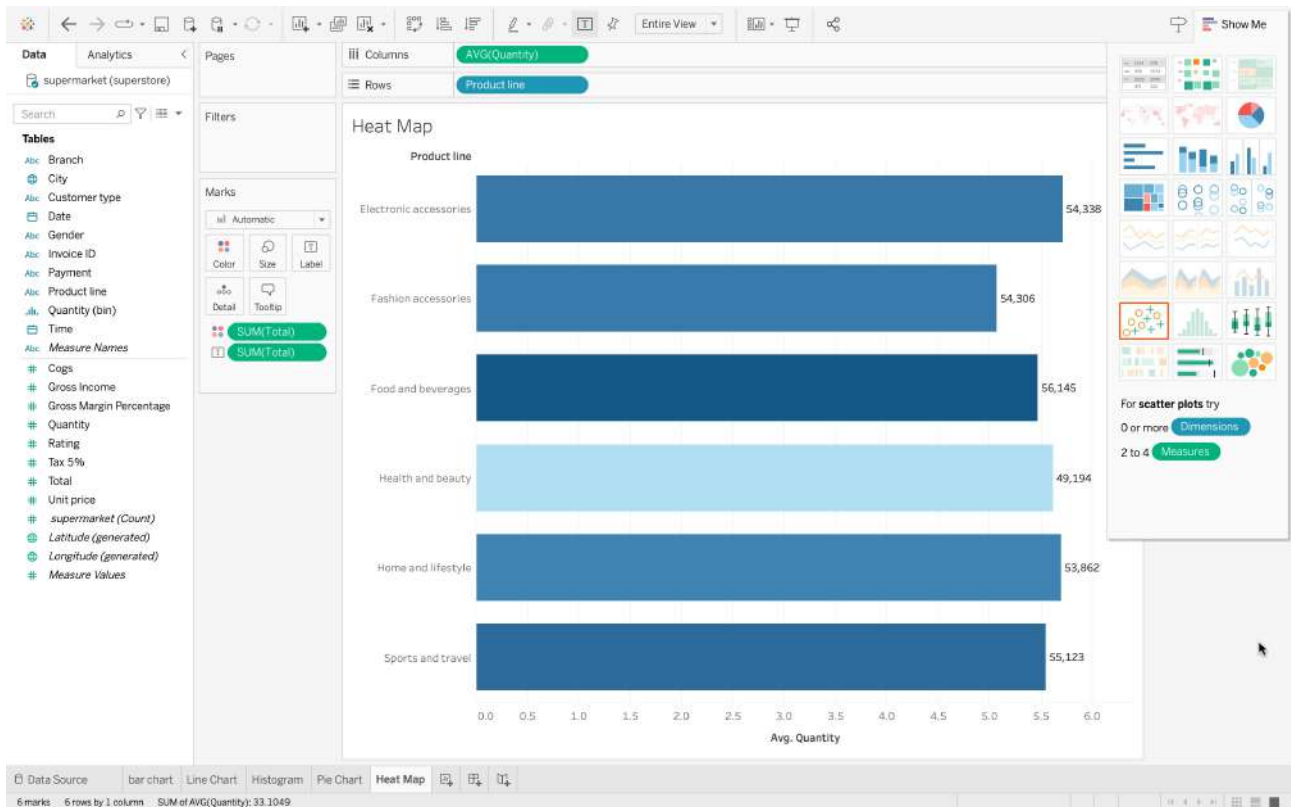 Entire View
Show Me
Data
Analytics
Pages
Columns
AVG(Quantity)
supermarket (superstore)
Rows
Product line
Search
Filters
Tables
Abc Branch
City
Abc Customer type
Date
Abc Gender
Abc Invoice ID
Abc Payment
Abc Product line
Quantity (bin)
Time
Abc Measure Names
# Cogs
# Gross Income
# Gross Margin Percentage
# Quantity
# Rating
# Tax 5%
# Total
# Unit price
# supermarket (Count)
Latitude (generated)
Longitude (generated)
# Measure Values
Marks
Automatic
Color
Size
Label
Detail
Tooltip
SUM(Total)
SUM(Total)
Heat Map
Product line
Electronic accessories
54,338
Fashion accessories
54,306
Food and beverages
56,145
Health and beauty
49,194
Home and lifestyle
53,862
Sports and travel
55,123
0.0 0.5 1.0 1.5 2.0 2.5 3.0 3.5 4.0 4.5 5.0 5.5 6.0
Avg. Quantity
For scatter plots try
0 or more Dimensions
2 to 4 Measures
Data Source
bar chart
Line Chart
Histogram
Pie Chart
Heat Map
6 marks 6 rows by 1 column SUM of AVG(Quantity): 33.1049